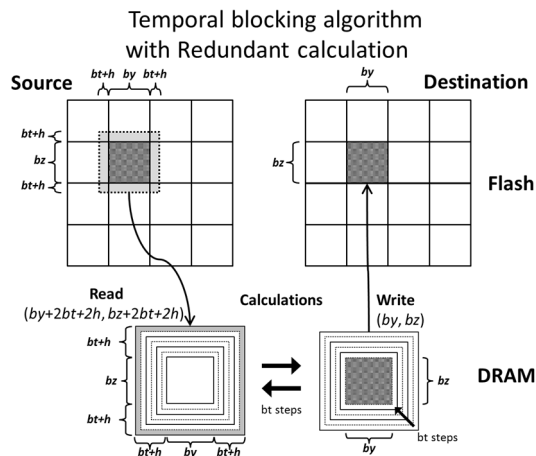 Temporal blocking algorithm
with Redundant calculation
bt+h by bt+h
by
Source
Destination
bt+h
bz
bt+h
bz
Flash
Read
(by+2bt+2h, bz+2bt+2h)
Calculations
Write
(by, bz)
bt+h
bz
bt+h
bt steps
bz
DRAM
bt steps
bt+h by bt+h
by